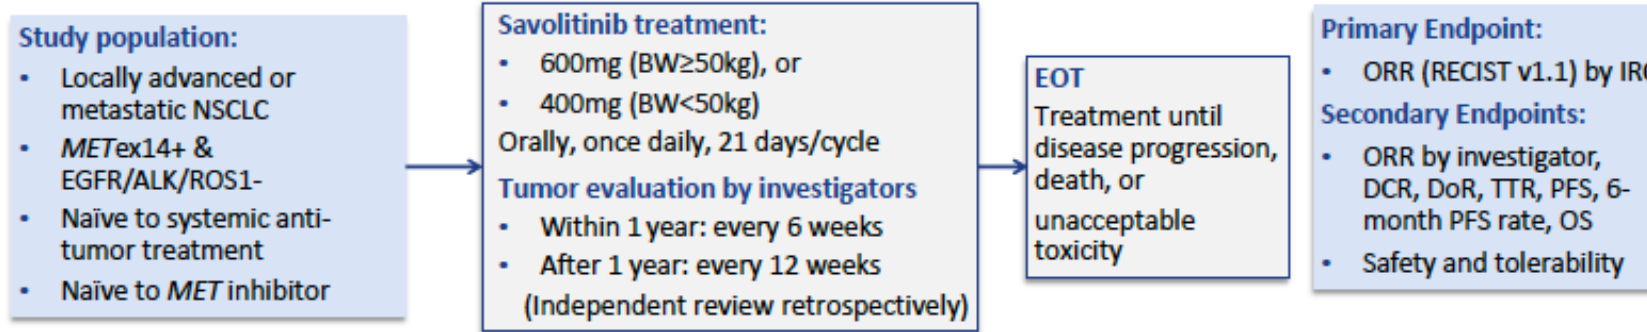 Study population:
• Locally advanced or
metastatic NSCLC
• METex14+ &
EGFR/ALK/ROS1-
• Naïve to systemic anti-
tumor treatment
• Naïve to MET inhibitor
Savolitinib treatment:
• 600mg (BW≥50kg), or
• 400mg (BW<50kg)
Orally, once daily, 21 days/cycle
Tumor evaluation by investigators
• Within 1 year: every 6 weeks
• After 1 year: every 12 weeks
(Independent review retrospectively)
EOT
Treatment until
disease progression,
death, or
unacceptable
toxicity
Primary Endpoint:
• ORR (RECIST v1.1) by
Secondary Endpoints:
• ORR by investigator,
DCR, DoR, TTR, PFS, 6-
month PFS rate, OS
• Safety and tolerability